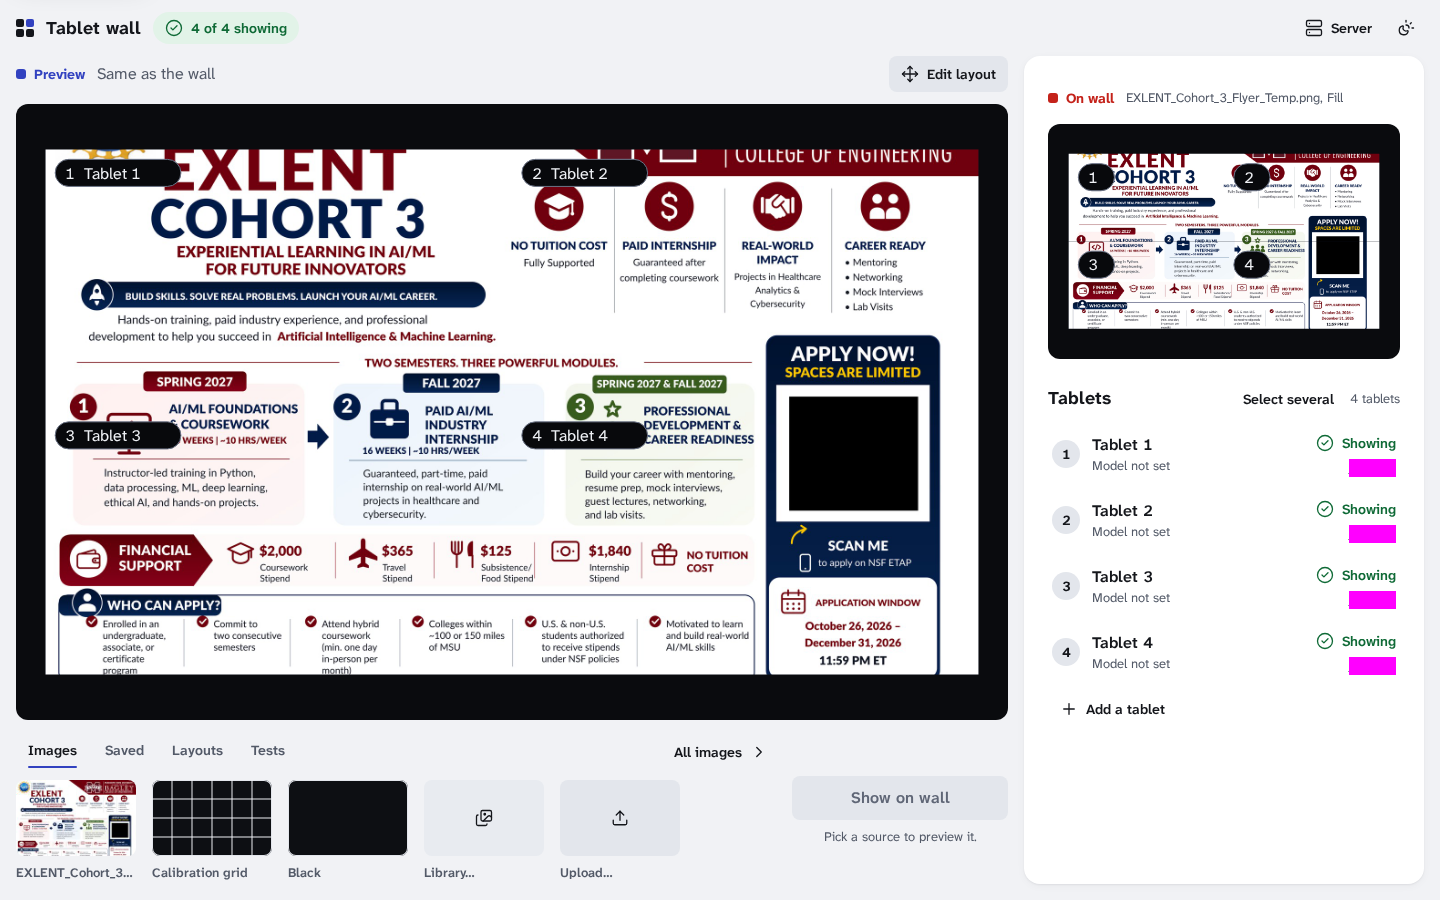 Tablet wall
4 of 4 showing
Server
Preview
Same as the wall
Edit layout
1 Tablet 1
2 Tablet 2
EXLENT
COHORT 3
EXPERIENTIAL LEARNING IN AI/ML
FOR FUTURE INNOVATORS
BUILD SKILLS. SOLVE REAL PROBLEMS. LAUNCH YOUR AI/ML CAREER.
Hands-on training, paid industry experience, and professional
development to help you succeed in Artificial Intelligence & Machine Learning.
COLLEGE OF ENGINEERING
NO TUITION COST
Fully Supported
PAID INTERNSHIP
Guaranteed after
completing coursework
REAL-WORLD
IMPACT
Projects in Healthcare
Analytics &
Cybersecurity
CAREER READY
• Mentoring
• Networking
• Mock Interviews
• Lab Visits
TWO SEMESTERS. THREE POWERFUL MODULES.
SPRING 2027
1
AI/ML FOUNDATIONS
& COURSEWORK
WEEKS | ~10 HRS/WEEK
3 Tablet 3
Instructor-led training in Python,
data processing, ML, deep learning,
ethical AI, and hands-on projects.
FALL 2027
2
PAID AI/ML
INDUSTRY
INTERNSHIP
16 WEEKS | ~10 HRS/WEEK
Guaranteed, part-time, paid
internship on real-world AI/ML
projects in healthcare and
cybersecurity.
SPRING 2027 & FALL 2027
3
PROFESSIONAL
DEVELOPMENT &
CAREER READINESS
4 Tablet 4
Build your career with mentoring,
resume prep, mock interviews,
guest lectures, networking,
and lab visits.
APPLY NOW!
SPACES ARE LIMITED
SCAN ME
to apply on NSF ETAP
APPLICATION WINDOW
October 26, 2026 –
December 31, 2026
11:59 PM ET
FINANCIAL
SUPPORT
$2,000
Coursework
Stipend
$365
Travel
Stipend
$125
Subsistence/
Food Stipend
$1,840
Internship
Stipend
NO TUITION
COST
WHO CAN APPLY?
Enrolled in an
undergraduate,
associate, or
certificate
program
Commit to
two consecutive
semesters
Attend hybrid
coursework
(min. one day
in-person per
month)
Colleges within
~100 or 150 miles
of MSU
U.S. & non-U.S.
students authorized
to receive stipends
under NSF policies
Motivated to learn
and build real-world
AI/ML skills
Images
Saved
Layouts
Tests
All images
EXLENT_Cohort_3...
Calibration grid
Black
Library...
Upload...
Show on wall
Pick a source to preview it.
On wall
EXLENT_Cohort_3_Flyer_Temp.png, Fill
1
2
3
4
Tablets
Select several
4 tablets
1
Tablet 1
Model not set
Showing
2
Tablet 2
Model not set
Showing
3
Tablet 3
Model not set
Showing
4
Tablet 4
Model not set
Showing
Add a tablet